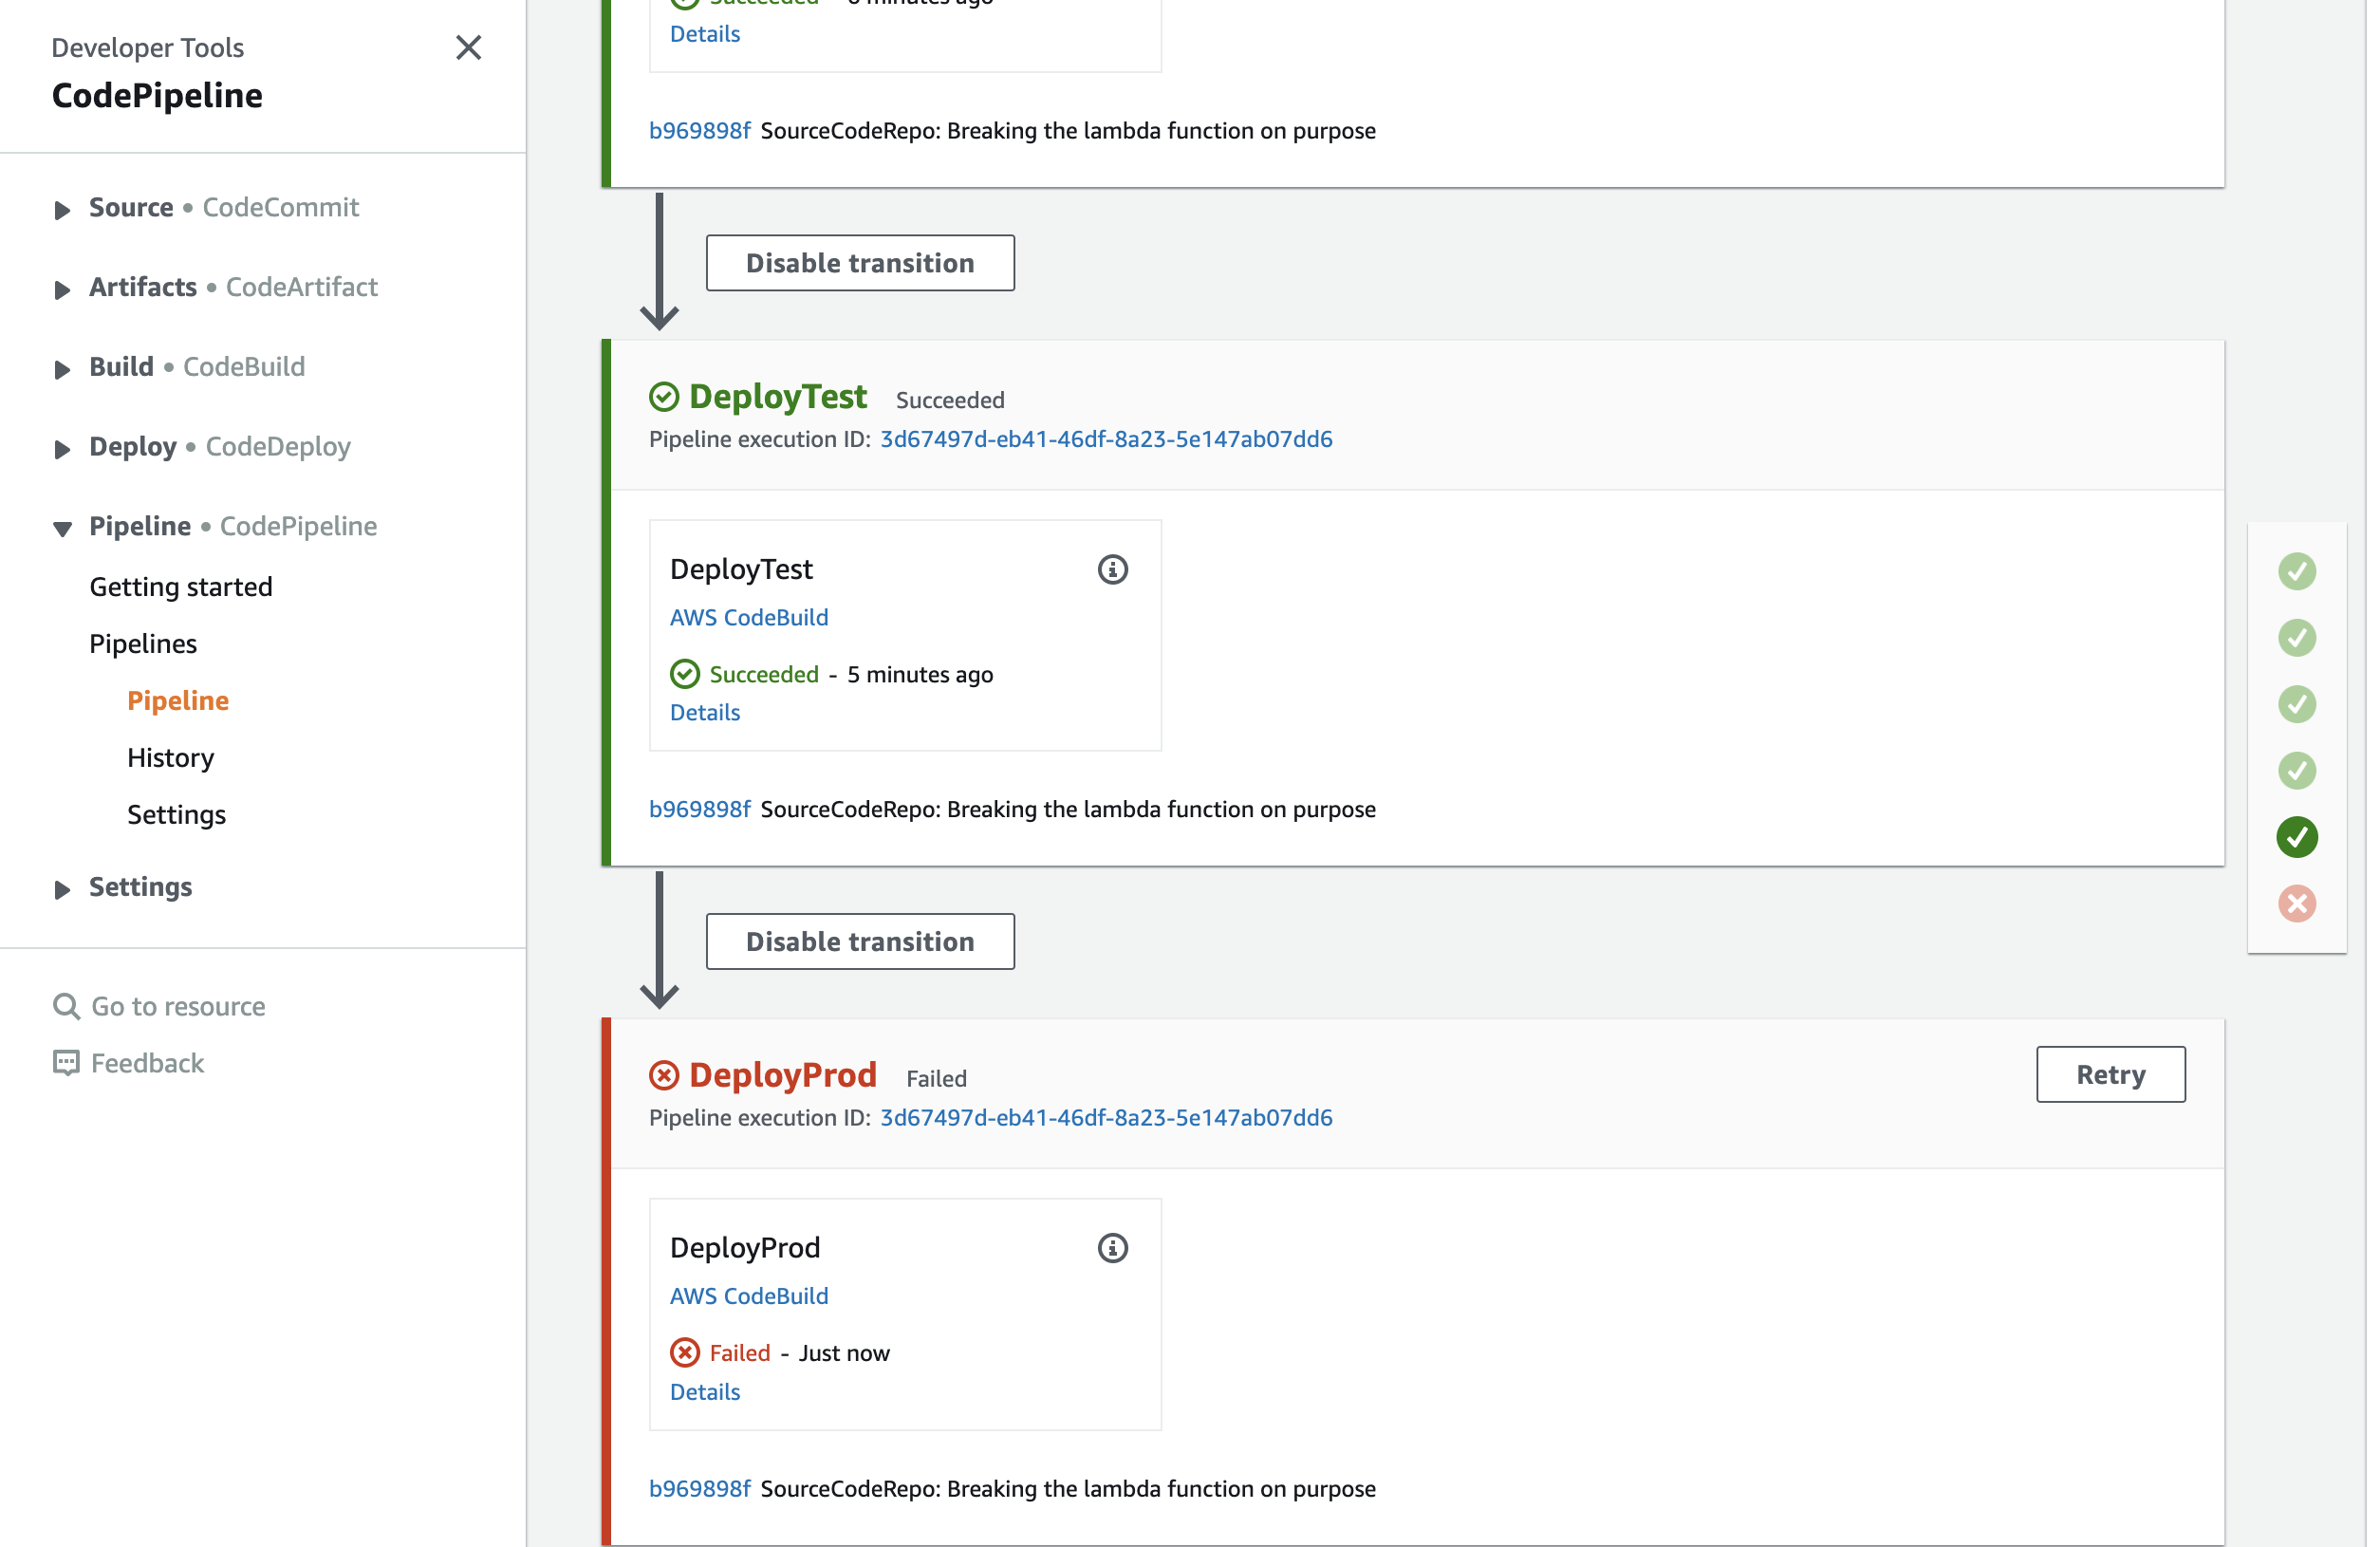 Developer Tools
CodePipeline
Source • CodeCommit
Artifacts • CodeArtifact
Build • CodeBuild
Deploy • CodeDeploy
Pipeline • CodePipeline
Getting started
Pipelines
Pipeline
History
Settings
Settings
Go to resource
Feedback
Succeeded - 6 minutes ago
Details
b969898f SourceCodeRepo: Breaking the lambda function on purpose
Disable transition
DeployTest Succeeded
Pipeline execution ID: 3d67497d-eb41-46df-8a23-5e147ab07dd6
DeployTest
AWS CodeBuild
Succeeded - 5 minutes ago
Details
b969898f SourceCodeRepo: Breaking the lambda function on purpose
Disable transition
DeployProd Failed
Retry
Pipeline execution ID: 3d67497d-eb41-46df-8a23-5e147ab07dd6
DeployProd
AWS CodeBuild
Failed - Just now
Details
b969898f SourceCodeRepo: Breaking the lambda function on purpose